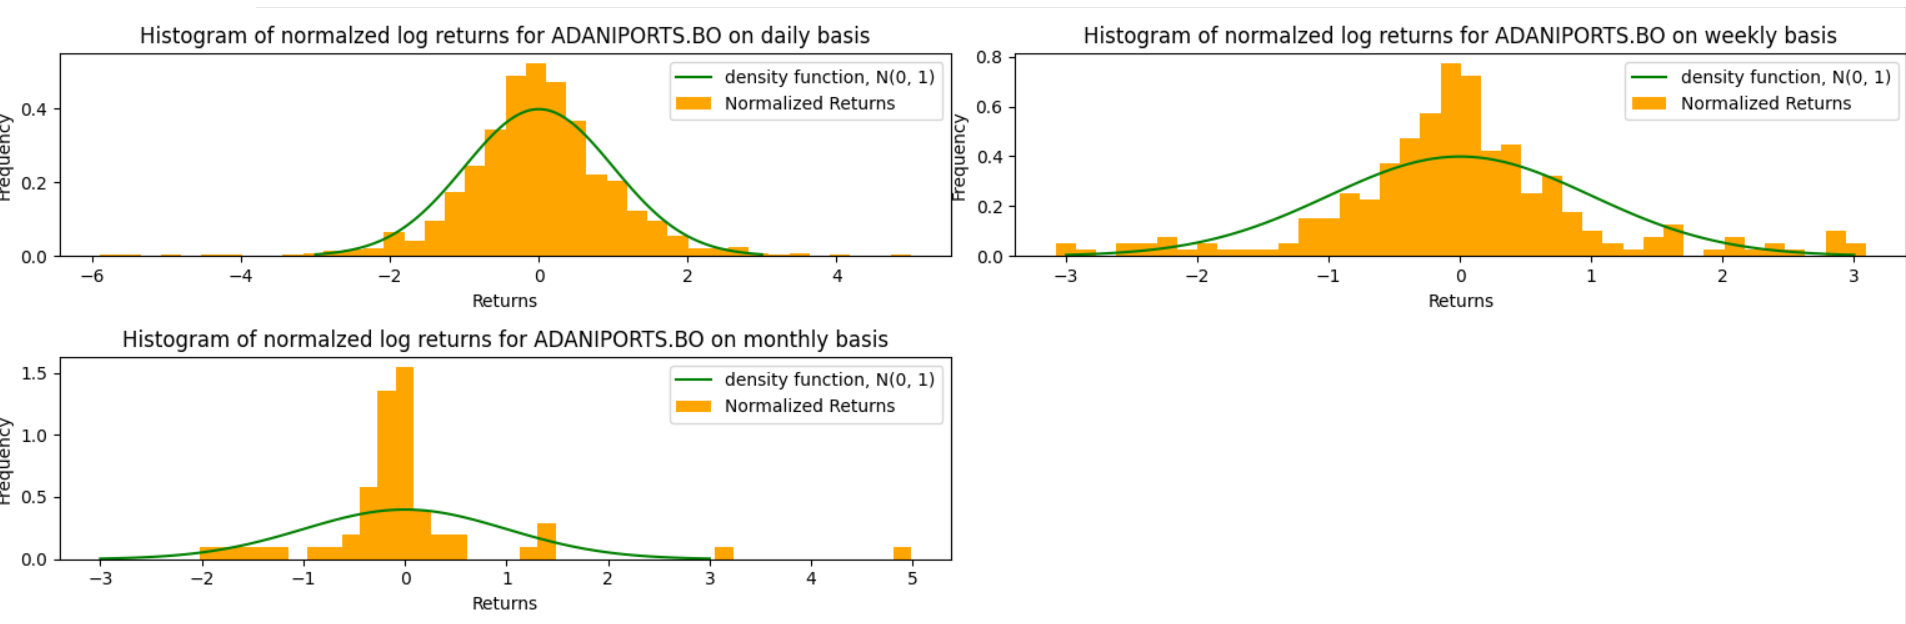 Histogram of normalzed log returns for ADANIPORTS.BO on daily basis
density function, N(0, 1)
Normalized Returns
Frequency
0.4
0.2
0.0
−6 −4 −2 0 2 4
Returns
Histogram of normalzed log returns for ADANIPORTS.BO on weekly basis
density function, N(0, 1)
Normalized Returns
Frequency
0.8
0.6
0.4
0.2
0.0
−3 −2 −1 0 1 2 3
Returns
Histogram of normalzed log returns for ADANIPORTS.BO on monthly basis
density function, N(0, 1)
Normalized Returns
Frequency
1.5
1.0
0.5
0.0
−3 −2 −1 0 1 2 3 4 5
Returns